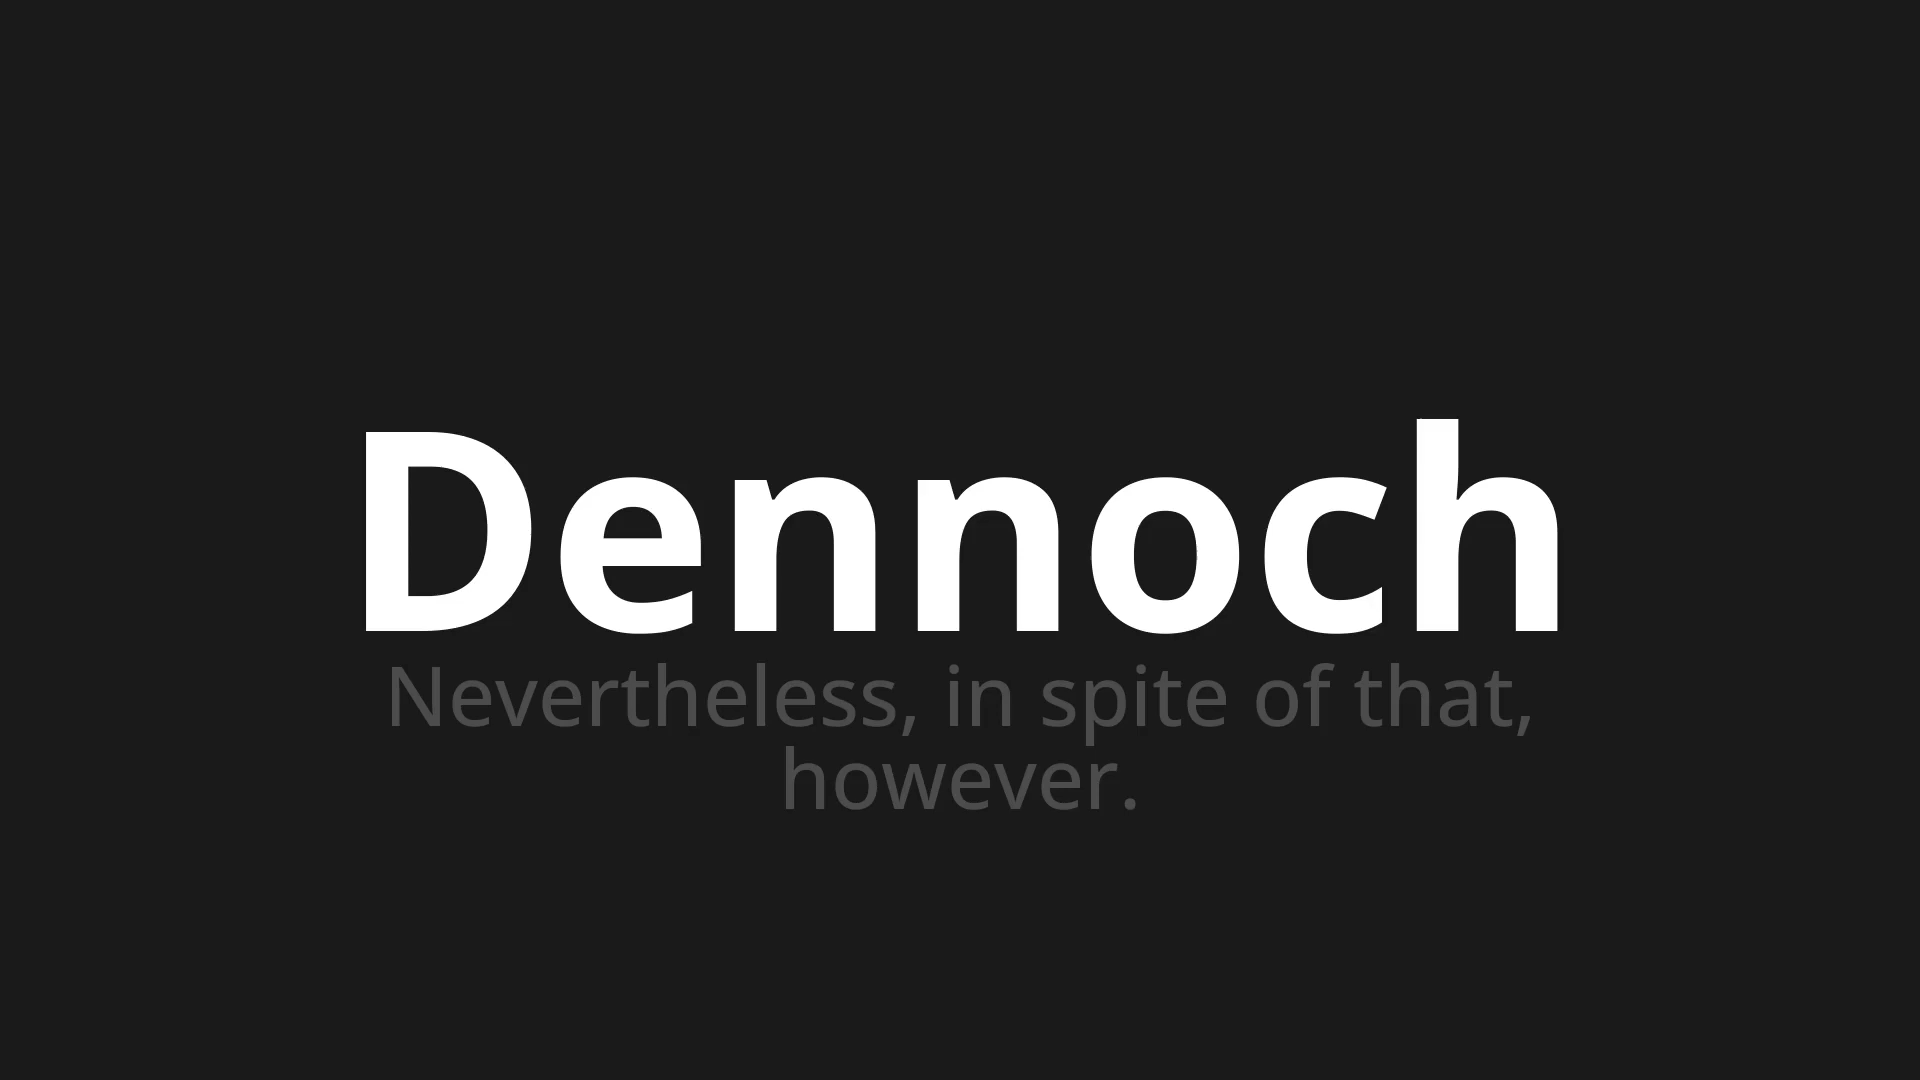 Dennoch
Nevertheless, in spite of that,
however.